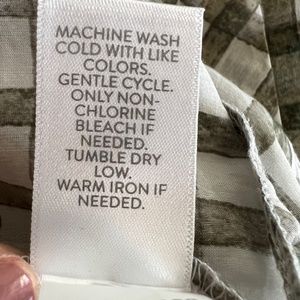 MACHINE WASH
COLD WITH LIKE
COLORS.
GENTLE CYCLE.
ONLY NON-
CHLORINE
BLEACH IF
NEEDED.
TUMBLE DRY
LOW.
WARM IRON IF
NEEDED.